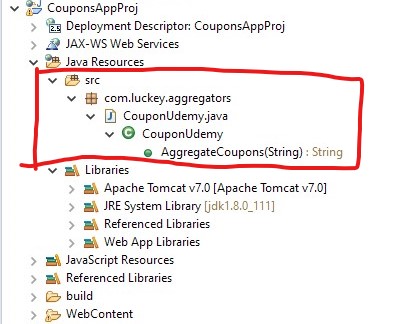 CouponsAppProj
Deployment Descriptor: CouponsAppProj
JAX-WS Web Services
Java Resources
src
com.luckey.aggregators
CouponUdemy.java
CouponUdemy
AggregateCoupons(String) : String
Libraries
Apache Tomcat v7.0 [Apache Tomcat v7.0]
JRE System Library [jdk1.8.0_111]
Referenced Libraries
Web App Libraries
JavaScript Resources
Referenced Libraries
build
WebContent